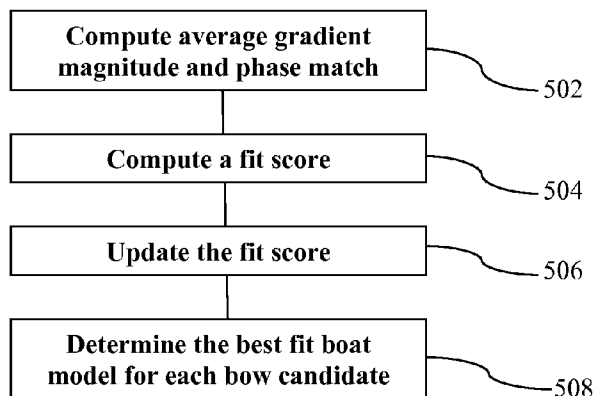 Compute average gradient
magnitude and phase match
502
Compute a fit score
504
Update the fit score
506
Determine the best fit boat
model for each bow candidate
508